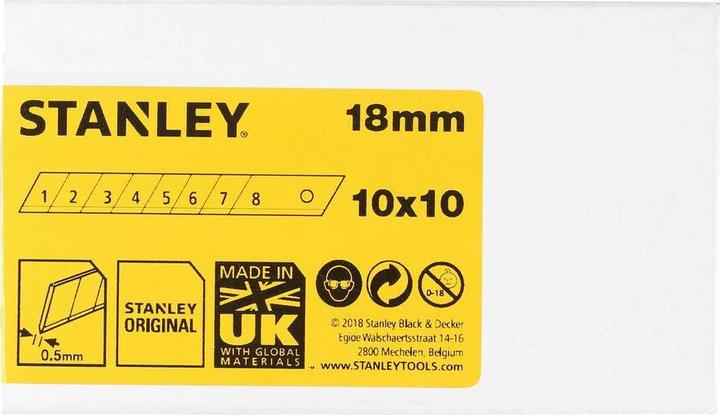 STANLEY®
18mm
1 2 3 4 5 6 7 8
10x10
0.5mm
STANLEY
ORIGINAL
MADE IN
UK
WITH GLOBAL
MATERIALS
0-18
© 2018 Stanley Black & Decker
Egide Walschaertsstraat 14-16
2800 Mechelen, Belgium
www.STANLEYTOOLS.com